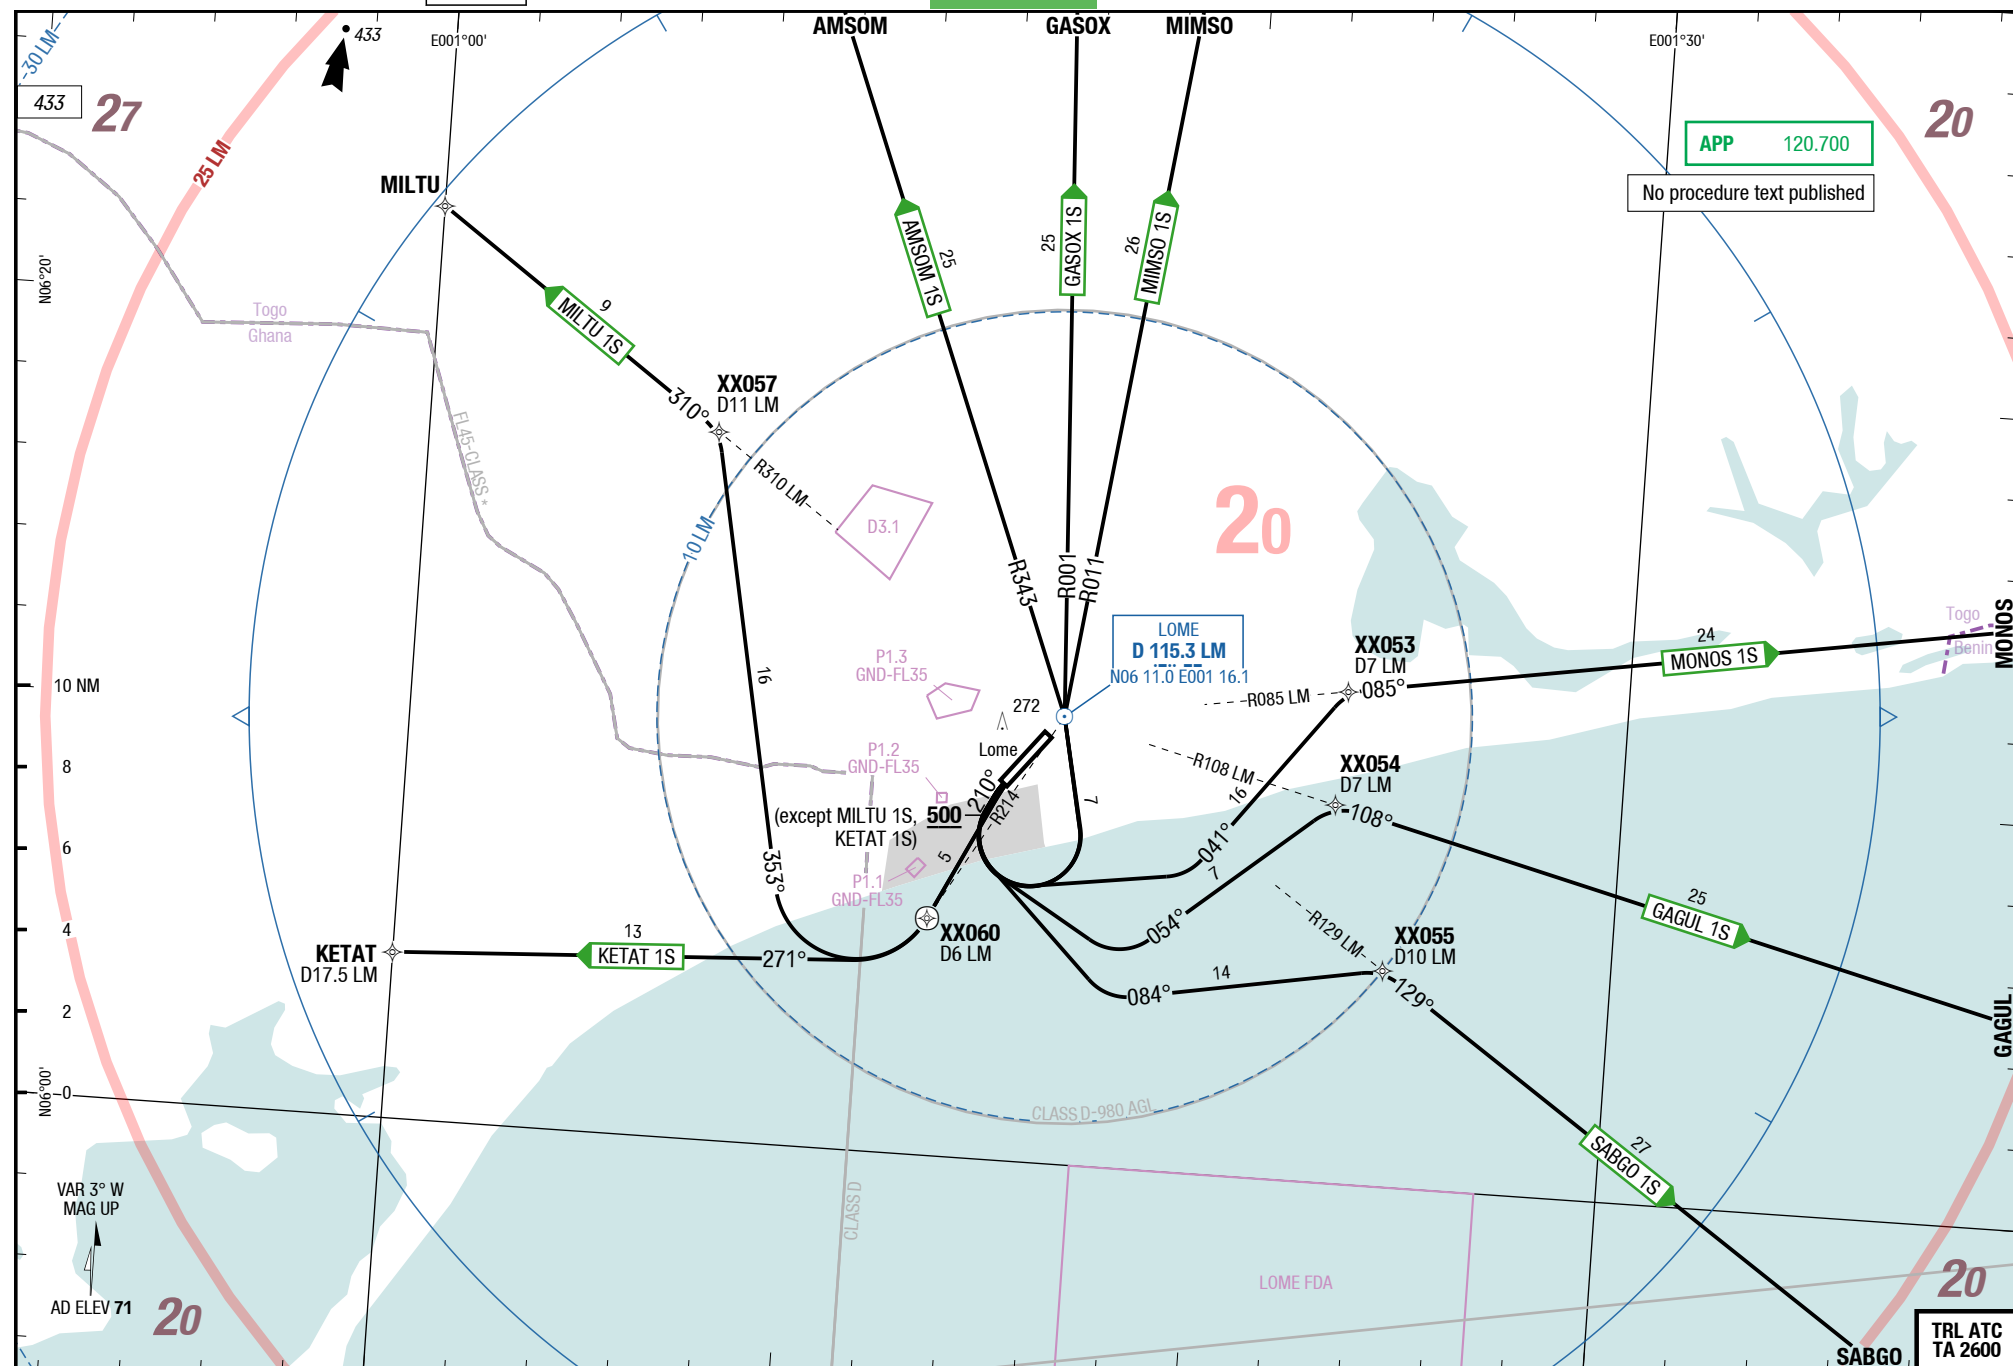 AMSOM
GASOX
MIMSO
30 LM
433
E001°00'
E001°30'
433
27
20
25 LM
APP 120.700
No procedure text published
MILTU
N06°20'
Togo
Ghana
9
MILTU 1S
25
AMSOM 1S
25
GASOX 1S
26
MIMSO 1S
310°
XX057
D11 LM
R310 LM
FL45-CLASS *
10 LM
D3.1
20
R343
R001
R011
LOME
D 115.3 LM
N06 11.0 E001 16.1
P1.3
GND-FL35
272
Lome
XX053
D7 LM
R085 LM
085°
24
MONOS 1S
Togo
Benin
MONOS
10 NM
8
6
4
2
0
16
P1.2
GND-FL35
210°
R214
7
(except MILTU 1S,
KETAT 1S)
500
R108 LM
16
XX054
D7 LM
108°
041°
7
353°
5
P1.1
GND-FL35
054°
R129 LM
XX055
D10 LM
25
GAGUL 1S
GAGUL
KETAT
D17.5 LM
13
KETAT 1S
271°
XX060
D6 LM
084°
14
129°
N06°00'
CLASS D-980 AGL
27
SABGO 1S
VAR 3° W
MAG UP
CLASS D
LOME FDA
AD ELEV 71
20
20
SABGO
TRL ATC
TA 2600